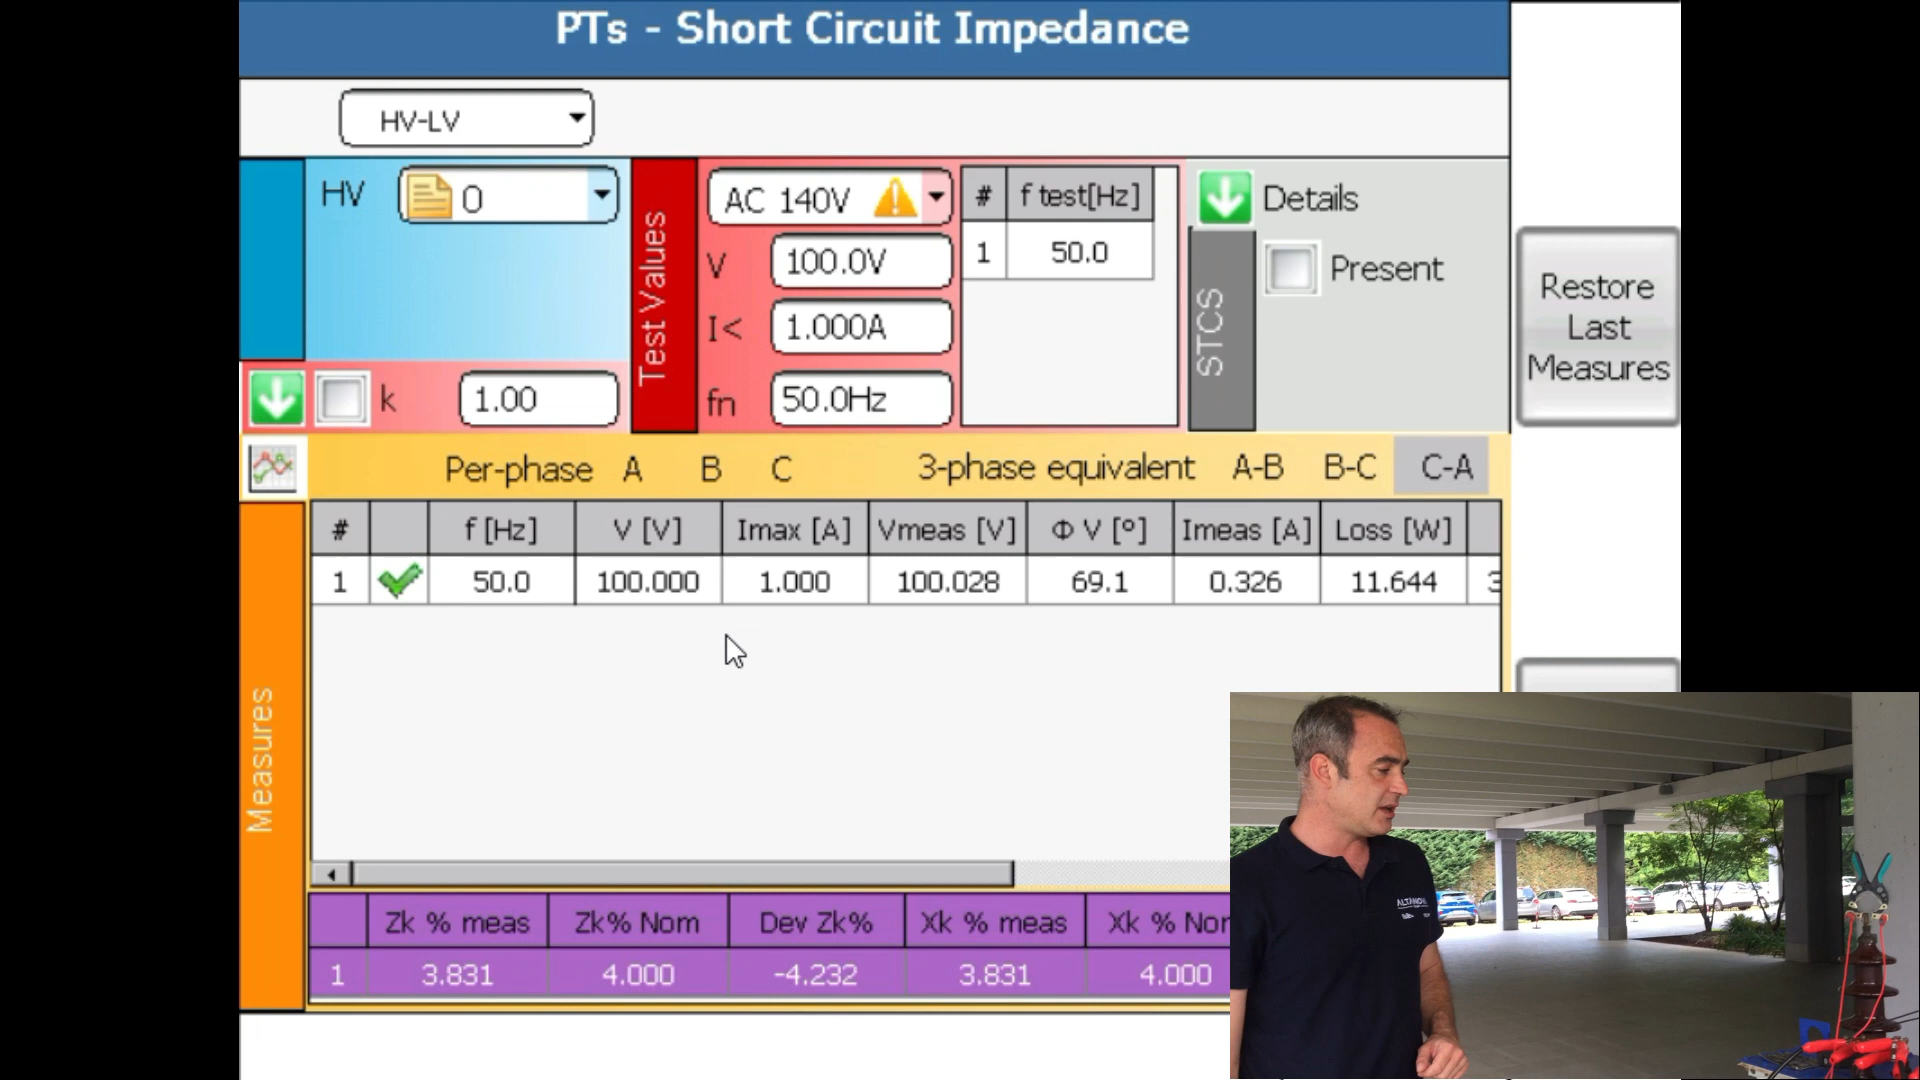 PTs - Short Circuit Impedance
HV-LV
HV 0
Test Values
AC 140V
V 100.0V
I< 1.000A
fn 50.0Hz
# f test[Hz]
1 50.0
Details
STCS
Present
Restore
Last
Measures
k 1.00
Per-phase A B C 3-phase equivalent A-B B-C C-A
# f [Hz] V [V] Imax [A] Vmeas [V] Φ V [°] Imeas [A] Loss [W]
1 50.0 100.000 1.000 100.028 69.1 0.326 11.644 3
Measures
Zk % meas Zk% Nom Dev Zk% Xk % meas Xk % Nor
1 3.831 4.000 -4.232 3.831 4.000